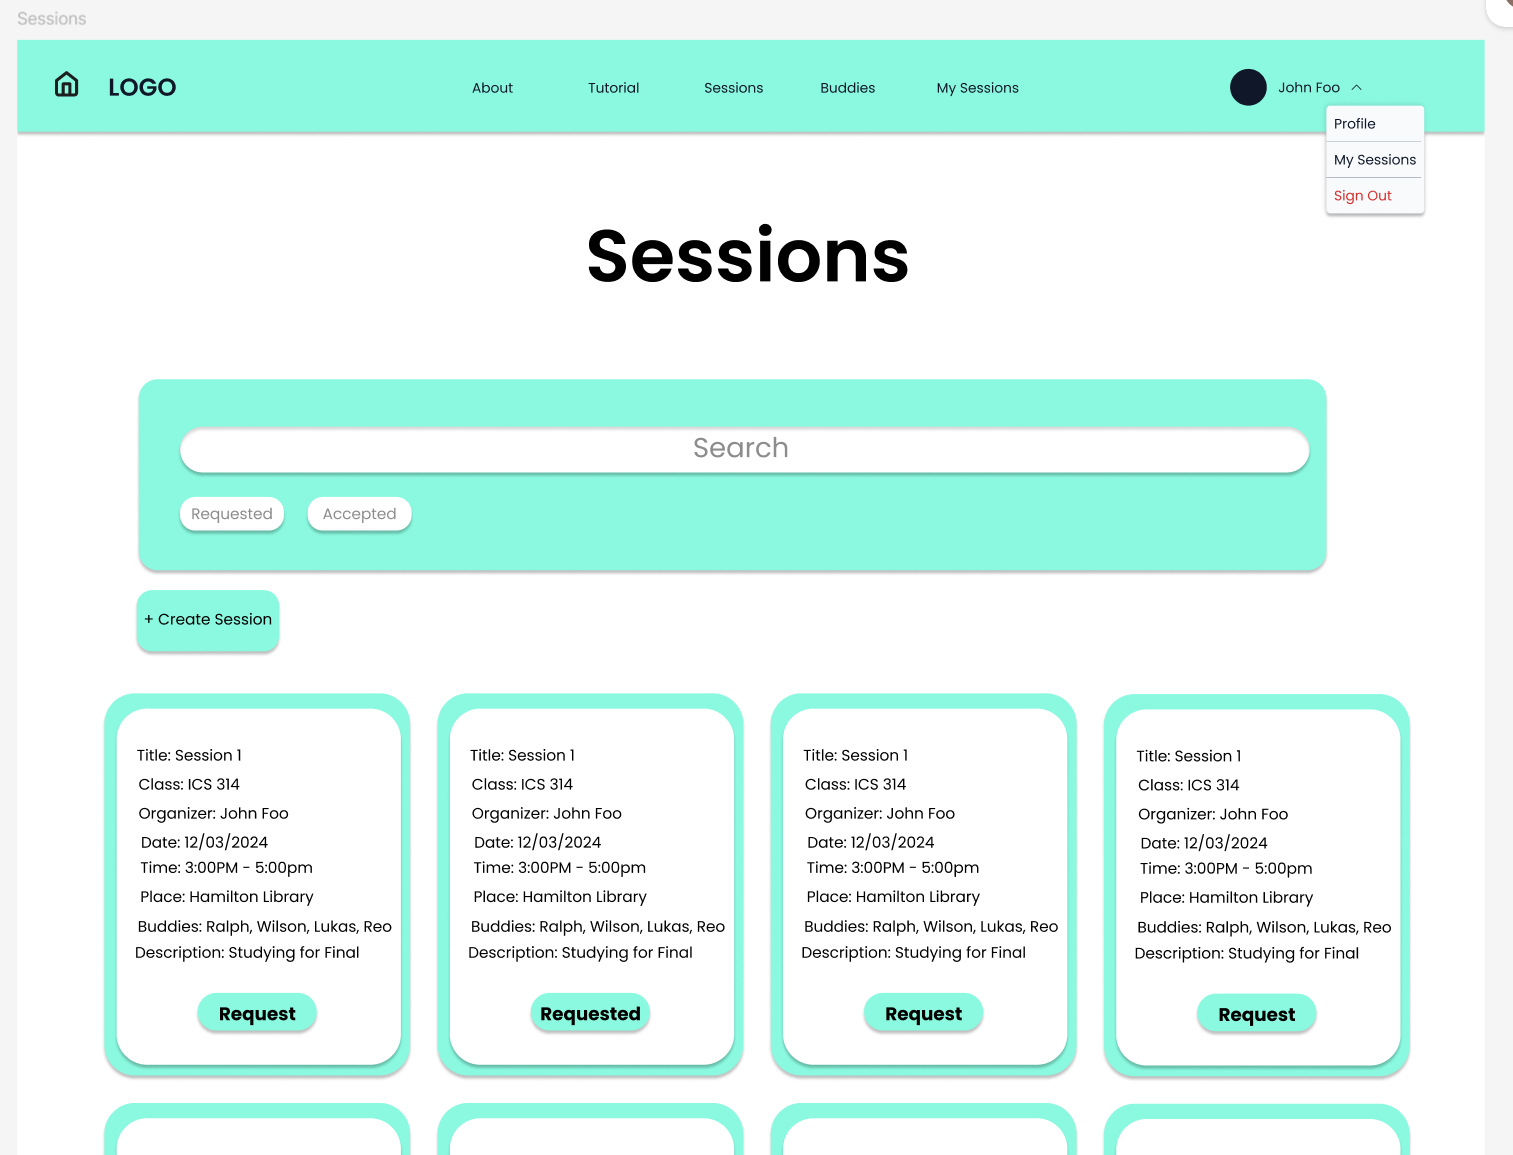 Sessions
LOGO
About
Tutorial
Sessions
Buddies
My Sessions
John Foo
Profile
My Sessions
Sign Out
Sessions
Search
Requested
Accepted
+ Create Session
Title: Session 1
Class: ICS 314
Organizer: John Foo
Date: 12/03/2024
Time: 3:00PM - 5:00pm
Place: Hamilton Library
Buddies: Ralph, Wilson, Lukas, Reo
Description: Studying for Final
Request
Title: Session 1
Class: ICS 314
Organizer: John Foo
Date: 12/03/2024
Time: 3:00PM - 5:00pm
Place: Hamilton Library
Buddies: Ralph, Wilson, Lukas, Reo
Description: Studying for Final
Requested
Title: Session 1
Class: ICS 314
Organizer: John Foo
Date: 12/03/2024
Time: 3:00PM - 5:00pm
Place: Hamilton Library
Buddies: Ralph, Wilson, Lukas, Reo
Description: Studying for Final
Request
Title: Session 1
Class: ICS 314
Organizer: John Foo
Date: 12/03/2024
Time: 3:00PM - 5:00pm
Place: Hamilton Library
Buddies: Ralph, Wilson, Lukas, Reo
Description: Studying for Final
Request